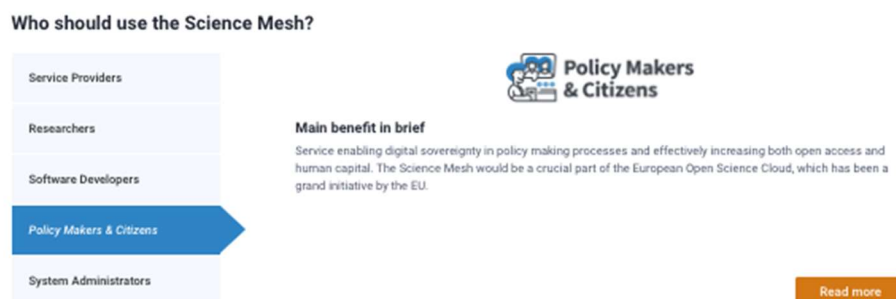 Who should use the Science Mesh?
Service Providers
Researchers
Software Developers
Policy Makers & Citizens
System Administrators
Policy Makers
& Citizens
Main benefit in brief
Service enabling digital sovereignty in policy making processes and effectively increasing both open access and
human capital. The Science Mesh would be a crucial part of the European Open Science Cloud, which has been a
grand initiative by the EU.
Read more